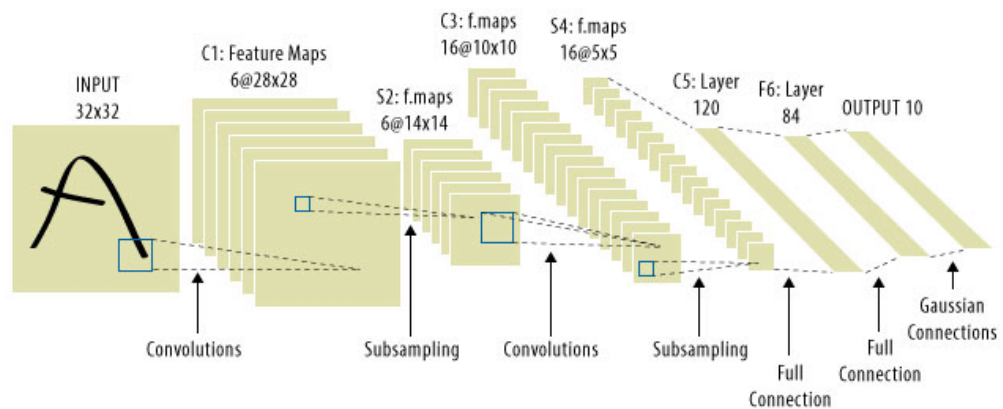 INPUT
32x32
C1: Feature Maps
6@28x28
S2: f.maps
6@14x14
C3: f.maps
16@10x10
S4: f.maps
16@5x5
C5: Layer
120
F6: Layer
84
OUTPUT 10
Convolutions
Subsampling
Convolutions
Subsampling
Full
Connection
Full
Connection
Gaussian
Connections
A